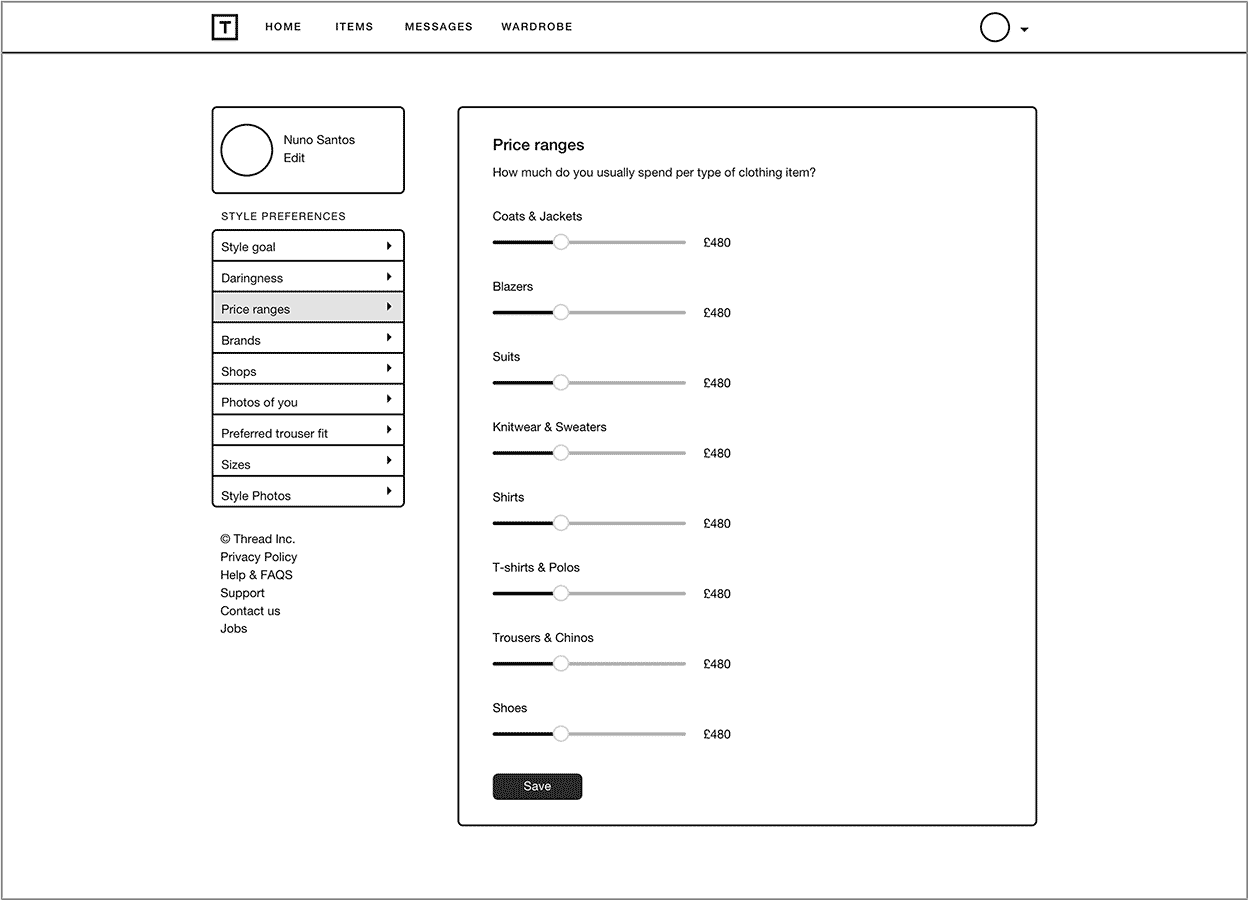 T HOME ITEMS MESSAGES WARDROBE
Nuno Santos
Edit
STYLE PREFERENCES
Style goal
Daringness
Price ranges
Brands
Shops
Photos of you
Preferred trouser fit
Sizes
Style Photos
© Thread Inc.
Privacy Policy
Help & FAQS
Support
Contact us
Jobs
Price ranges
How much do you usually spend per type of clothing item?
Coats & Jackets
£480
Blazers
£480
Suits
£480
Knitwear & Sweaters
£480
Shirts
£480
T-shirts & Polos
£480
Trousers & Chinos
£480
Shoes
£480
Save